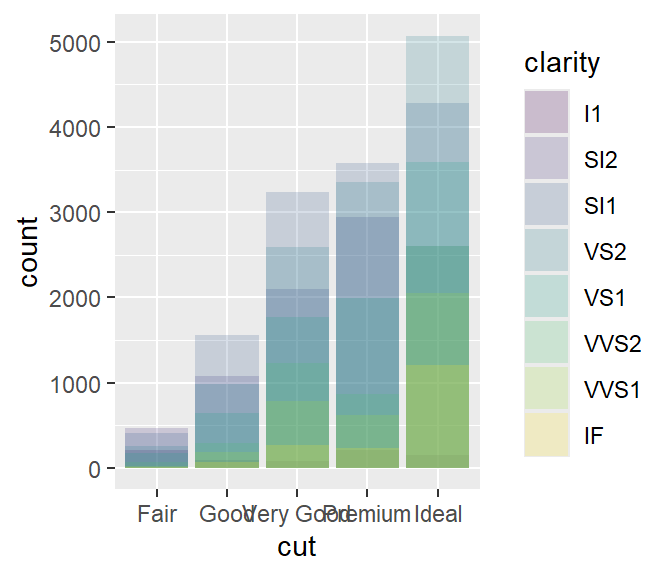 5000
4000
3000
2000
1000
0
count
Fair Good Very Good Premium Ideal
cut
clarity
I1
SI2
SI1
VS2
VS1
VVS2
VVS1
IF